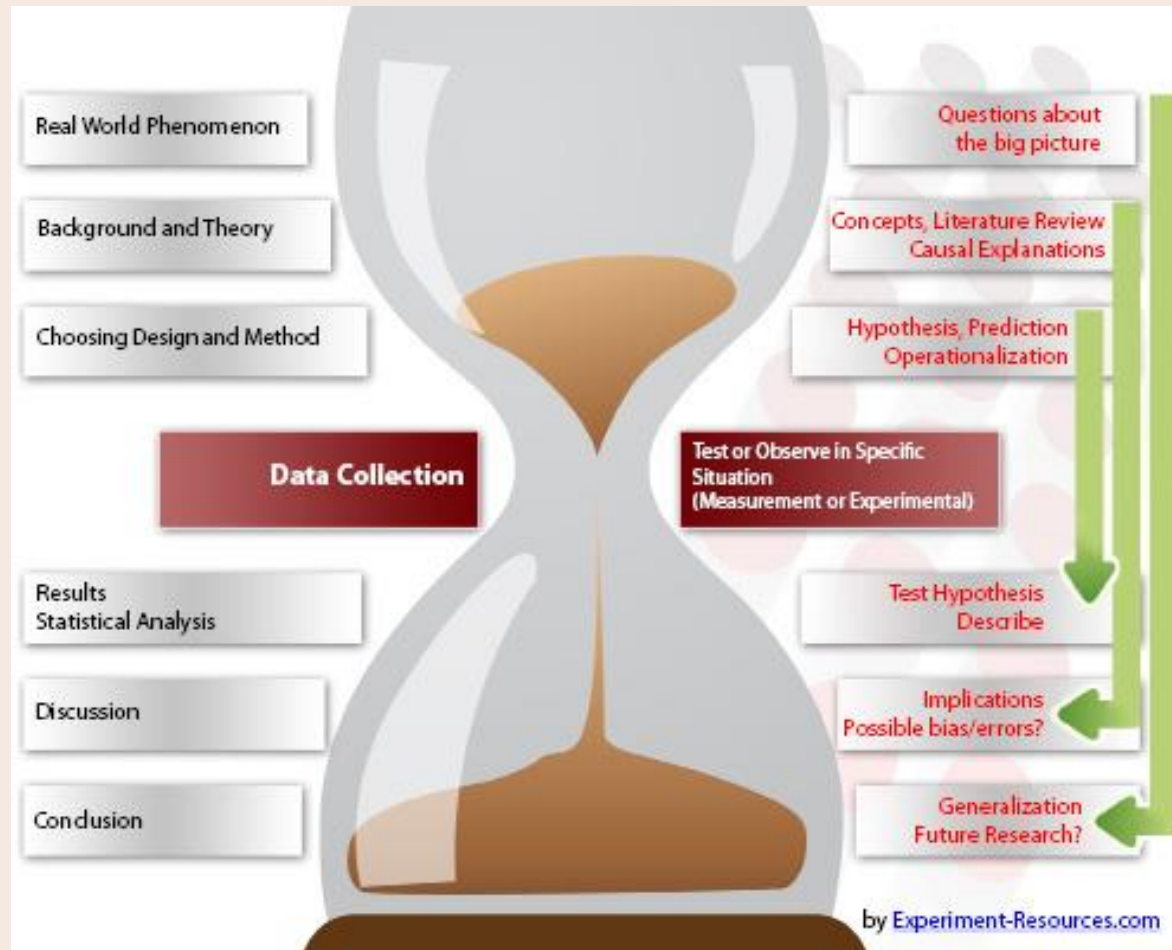 Real World Phenomenon
Questions about
the big picture
Background and Theory
Concepts, Literature Review
Causal Explanations
Choosing Design and Method
Hypothesis, Prediction
Operationalization
Data Collection
Test or Observe in Specific
Situation
(Measurement or Experimental)
Results
Statistical Analysis
Test Hypothesis
Describe
Discussion
Implications
Possible bias/errors?
Conclusion
Generalization
Future Research?
by Experiment-Resources.com